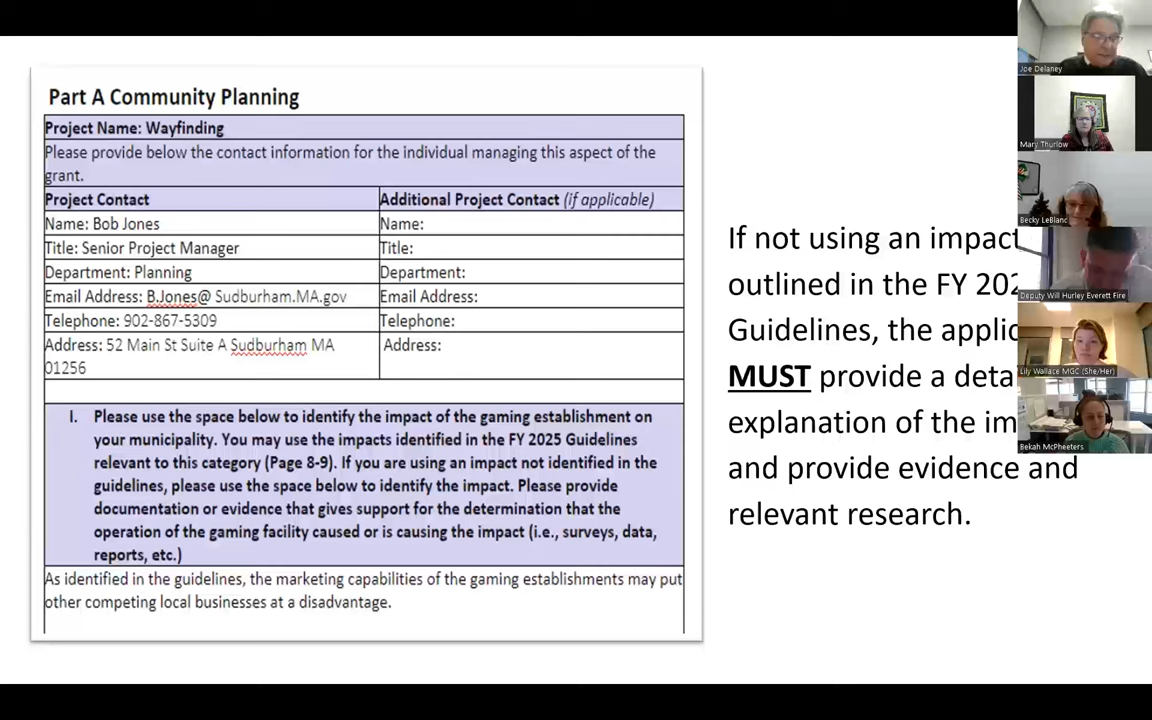 Part A Community Planning
Project Name: Wayfinding
Please provide below the contact information for the individual managing this aspect of the
grant.
Project Contact
Additional Project Contact (if applicable)
Name: Bob Jones
Name:
Title: Senior Project Manager
Title:
Department: Planning
Department:
Email Address: B.Jones@ Sudburham.MA.gov
Email Address:
Telephone: 902-867-5309
Telephone:
Address: 52 Main St Suite A Sudburham MA
01256
Address:
I. Please use the space below to identify the impact of the gaming establishment on
your municipality. You may use the impacts identified in the FY 2025 Guidelines
relevant to this category (Page 8-9). If you are using an impact not identified in the
guidelines, please use the space below to identify the impact. Please provide
documentation or evidence that gives support for the determination that the
operation of the gaming facility caused or is causing the impact (i.e., surveys, data,
reports, etc.)
As identified in the guidelines, the marketing capabilities of the gaming establishments may put
other competing local businesses at a disadvantage.
If not using an impact
outlined in the FY 202
Guidelines, the applic
MUST provide a deta
explanation of the im
and provide evidence and
relevant research.
Joe Delaney
Mary Thurlow
Becky LeBlanc
Deputy Will Hurley Everett Fire
Lily Wallace MGC (She/Her)
Bekah McPheeters